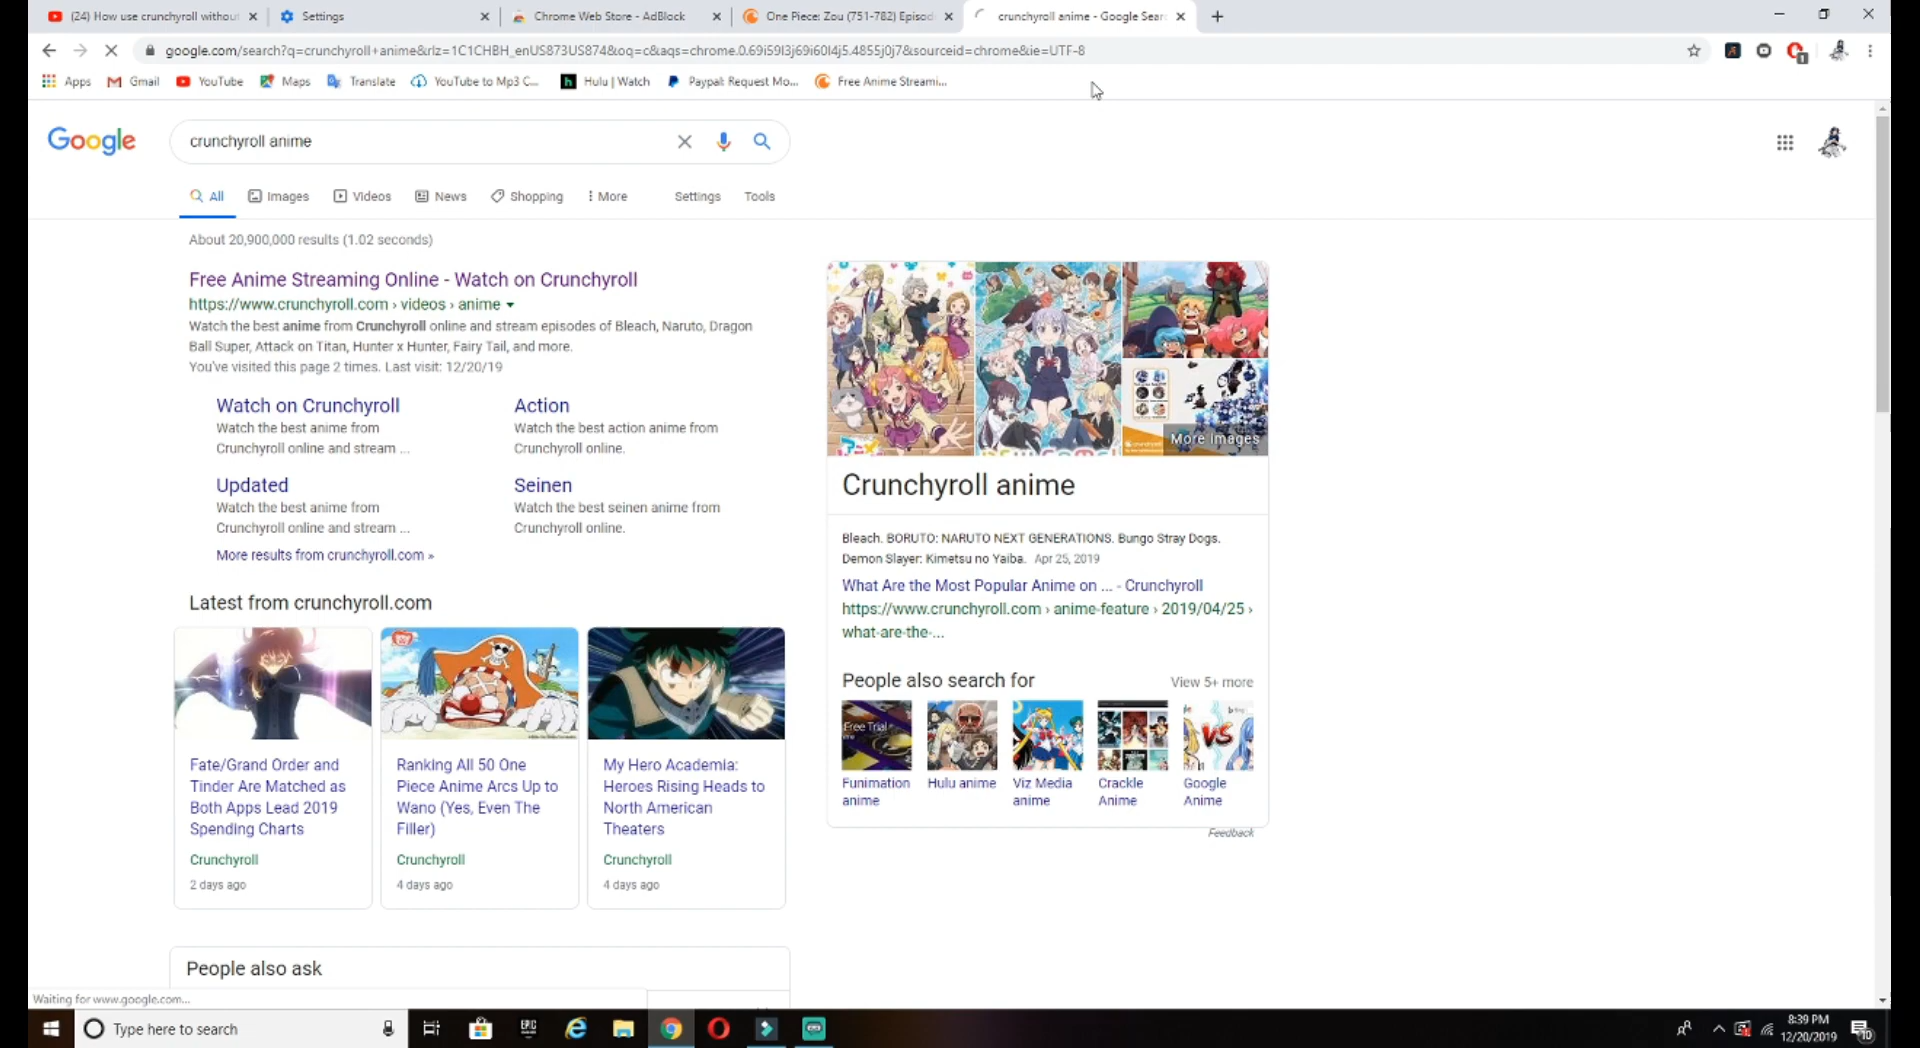 (24) How use crunchyroll without
Settings
Chrome Web Store - AdBlock
One Piece: Zou (751-782) Episod
crunchyroll anime - Google Sear
google.com/search?q=crunchyroll+anime&rlz=1C1CHBH_enUS873US874&oq=c&aqs=chrome.0.69i59l3j69i60l4j5.4855j0j7&sourceid=chrome&ie=UTF-8
1
Apps
Gmail
YouTube
Maps
Translate
YouTube to Mp3 C...
Hulu | Watch
Paypal: Request Mo...
Free Anime Streami...
Google
crunchyroll anime
All
Images
Videos
News
Shopping
More
Settings
Tools
About 20,900,000 results (1.02 seconds)
Free Anime Streaming Online - Watch on Crunchyroll
https://www.crunchyroll.com › videos › anime
Watch the best anime from Crunchyroll online and stream episodes of Bleach, Naruto, Dragon
Ball Super, Attack on Titan, Hunter x Hunter, Fairy Tail, and more.
You've visited this page 2 times. Last visit: 12/20/19
Watch on Crunchyroll
Watch the best anime from
Crunchyroll online and stream ...
Action
Watch the best action anime from
Crunchyroll online.
Updated
Watch the best anime from
Crunchyroll online and stream ...
Seinen
Watch the best seinen anime from
Crunchyroll online.
More results from crunchyroll.com »
Latest from crunchyroll.com
Fate/Grand Order and
Tinder Are Matched as
Both Apps Lead 2019
Spending Charts
Crunchyroll
2 days ago
Ranking All 50 One
Piece Anime Arcs Up to
Wano (Yes, Even The
Filler)
Crunchyroll
4 days ago
My Hero Academia:
Heroes Rising Heads to
North American
Theaters
Crunchyroll
4 days ago
People also ask
More images
Crunchyroll anime
Bleach. BORUTO: NARUTO NEXT GENERATIONS. Bungo Stray Dogs.
Demon Slayer: Kimetsu no Yaiba. Apr 25, 2019
What Are the Most Popular Anime on ... - Crunchyroll
https://www.crunchyroll.com › anime-feature › 2019/04/25 ›
what-are-the-...
People also search for
View 5+ more
Free Trial
VS
Funimation
anime
Hulu anime
Viz Media
anime
Crackle
Anime
Google
Anime
Feedback
Waiting for www.google.com...
Type here to search
EPIC
8:39 PM
12/20/2019
10